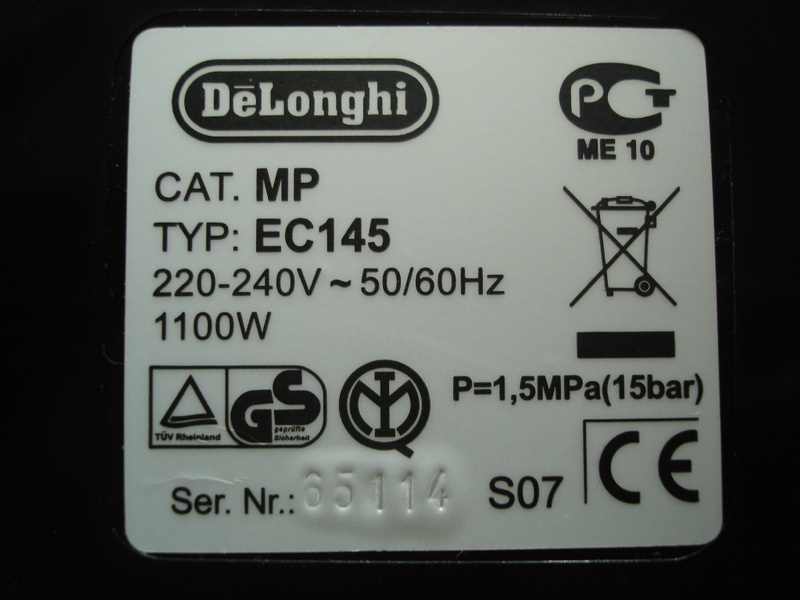 DēLonghi
PCT
ME 10
CAT. MP
TYP: EC145
220-240V ~ 50/60Hz
1100W
P=1,5MPa(15bar)
TÜV Rheinland
GS
geprüfte
Sicherheit
IMQ
CE
Ser. Nr.: 65114
S07